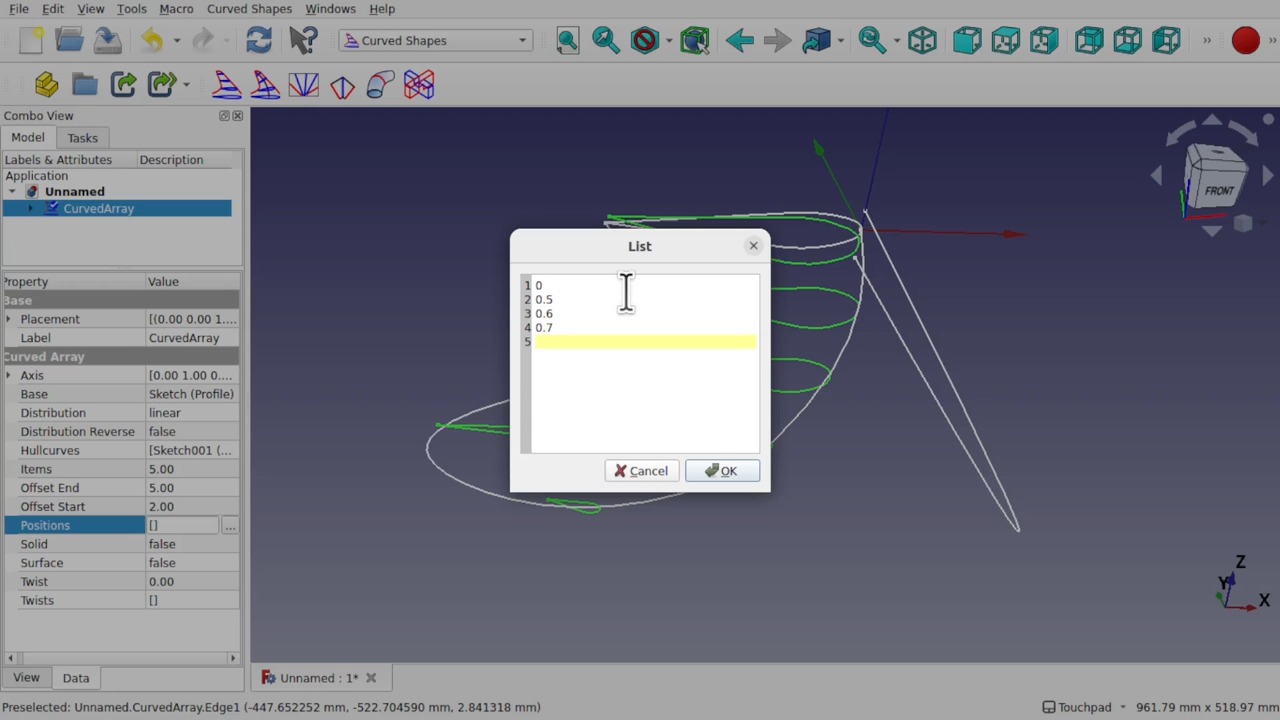 File Edit View Tools Macro Curved Shapes Windows Help
Curved Shapes
Combo View
Model Tasks
Labels & Attributes Description
Application
Unnamed
CurvedArray
Property Value
Base
Placement [(0.00 0.00 1....
Label CurvedArray
Curved Array
Axis [0.00 1.00 0....
Base Sketch (Profile)
Distribution linear
Distribution Reverse false
Hullcurves [Sketch001 (...
Items 5.00
Offset End 5.00
Offset Start 2.00
Positions [] ...
Solid false
Surface false
Twist 0.00
Twists []
View Data
List
1 0
2 0.5
3 0.6
4 0.7
5
Cancel OK
FRONT
Z
Y
X
Unnamed : 1*
Preselected: Unnamed.CurvedArray.Edge1 (-447.652252 mm, -522.704590 mm, 2.841318 mm) Touchpad 961.79 mm x 518.97 mm